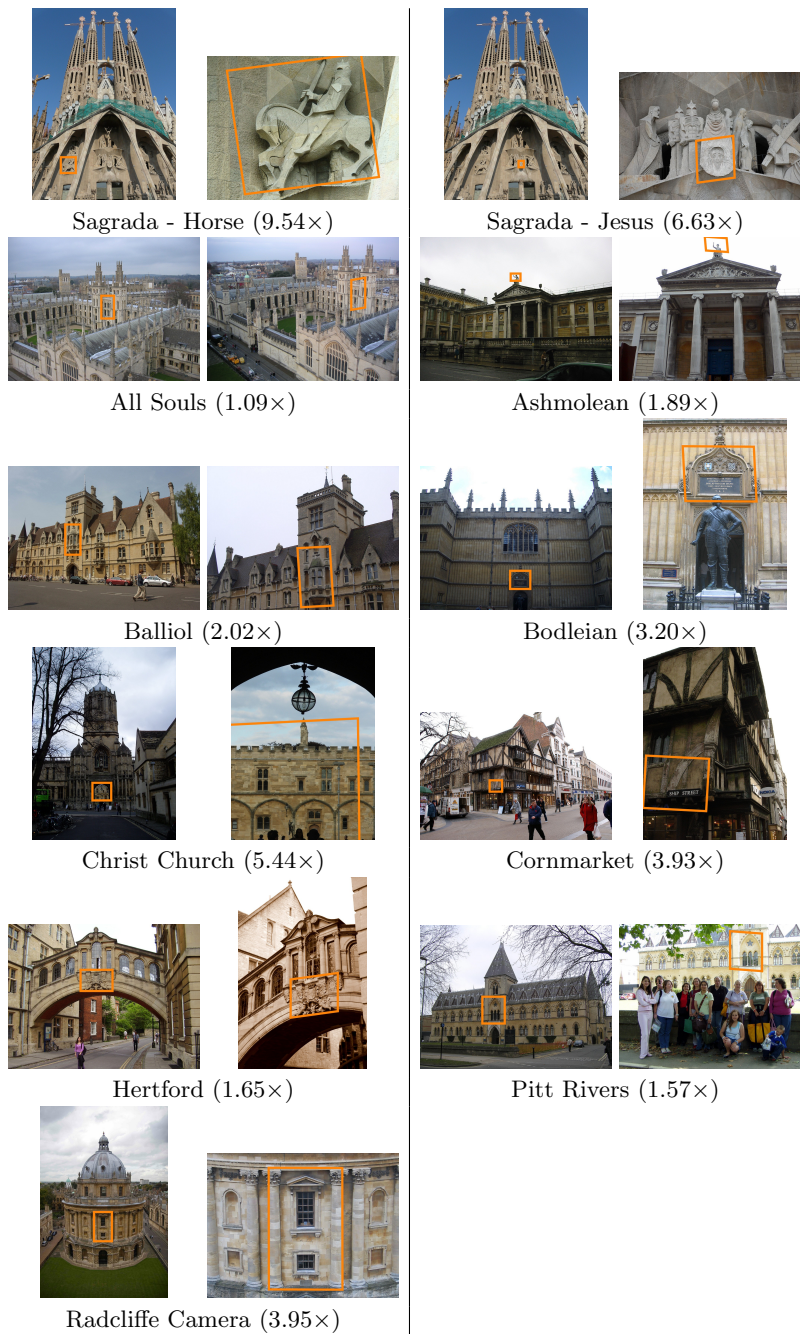 Sagrada - Horse (9.54×)
Sagrada - Jesus (6.63×)
All Souls (1.09×)
Ashmolean (1.89×)
Balliol (2.02×)
Bodleian (3.20×)
Christ Church (5.44×)
Cornmarket (3.93×)
Hertford (1.65×)
Pitt Rivers (1.57×)
Radcliffe Camera (3.95×)